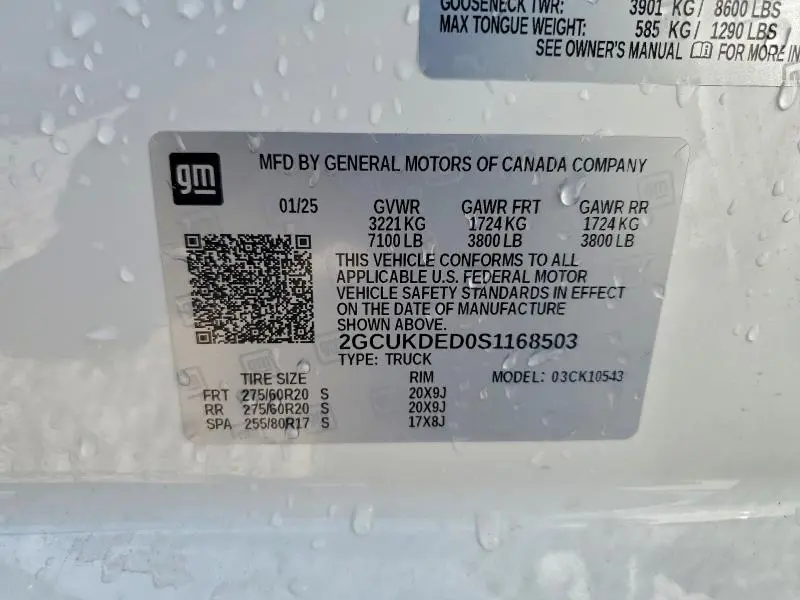 GOOSENECK TWR: 3901 KG / 8600 LBS
MAX TONGUE WEIGHT: 585 KG / 1290 LBS
SEE OWNER'S MANUAL FOR MORE IN
gm
MFD BY GENERAL MOTORS OF CANADA COMPANY
01/25 GVWR GAWR FRT GAWR RR
3221 KG 1724 KG 1724 KG
7100 LB 3800 LB 3800 LB
THIS VEHICLE CONFORMS TO ALL
APPLICABLE U.S. FEDERAL MOTOR
VEHICLE SAFETY STANDARDS IN EFFECT
ON THE DATE OF MANUFACTURE
SHOWN ABOVE.
2GCUKDED0S1168503
TYPE: TRUCK
TIRE SIZE RIM MODEL: 03CK10543
FRT 275/60R20 S 20X9J
RR 275/60R20 S 20X9J
SPA 255/80R17 S 17X8J